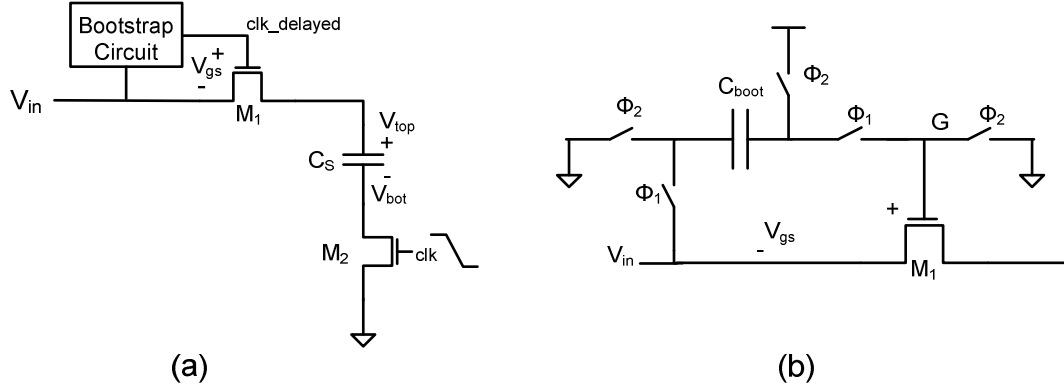 Bootstrap
Circuit
clk_delayed
Vgs
+
-
Vin
M1
Vtop
+
CS
-
Vbot
M2
clk
(a)
Φ2
Cboot
Φ2
Φ1
G
Φ2
Φ1
+
Vgs
-
Vin
M1
(b)